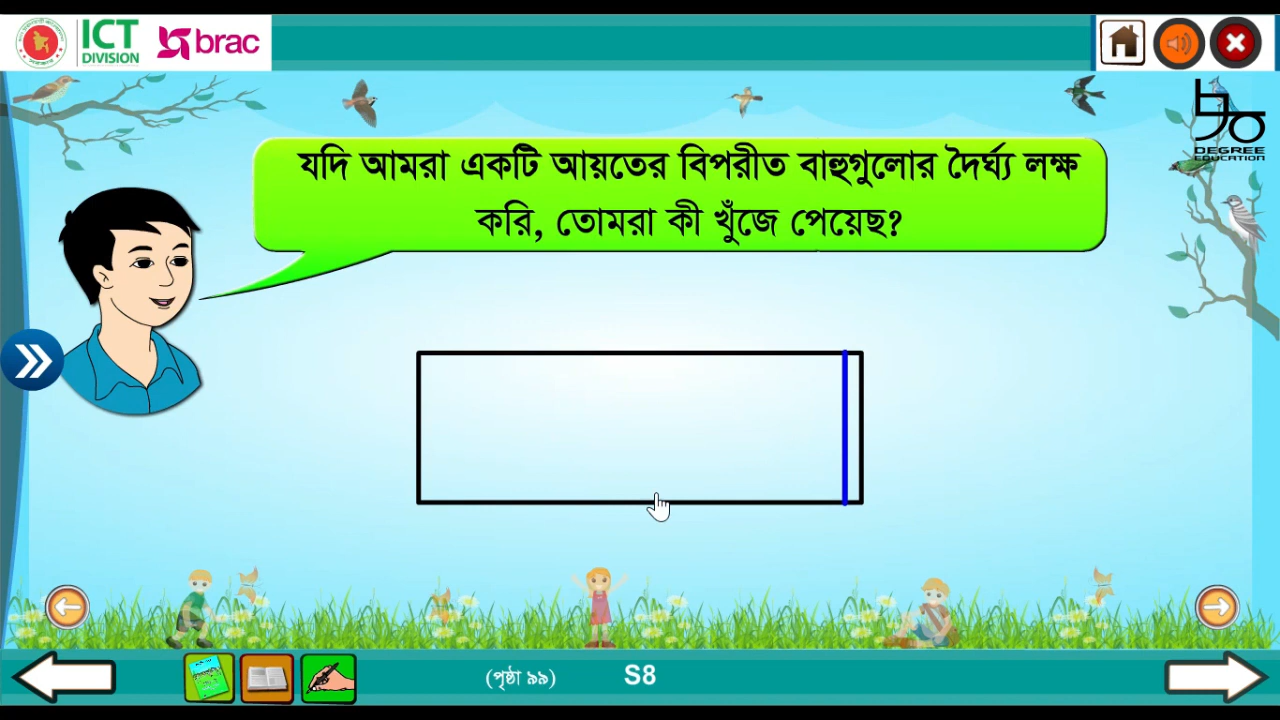 ICT
DIVISION
brac
DEGREE
EDUCATION
যদি আমরা একটি আয়তের বিপরীত বাহুগুলোর দৈর্ঘ্য লক্ষ
করি, তোমরা কী খুঁজে পেয়েছ?
(পৃষ্ঠা ৯৯)
S8